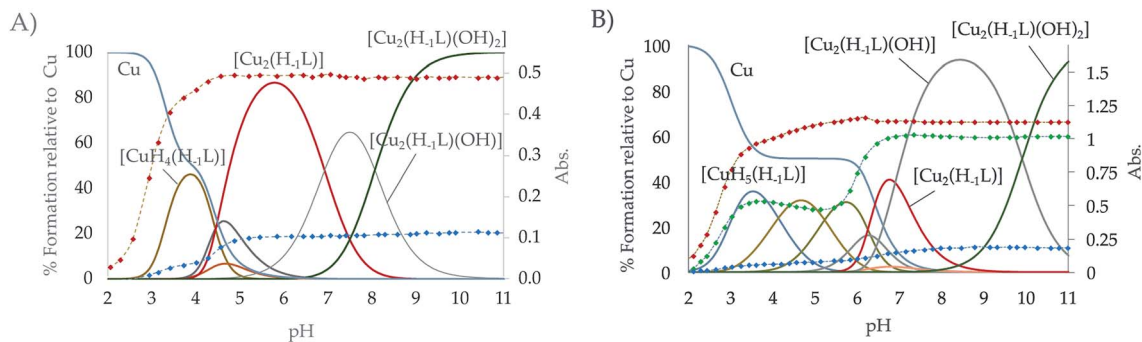 A)
[Cu₂(H₋₁L)(OH)₂]
[Cu₂(H₋₁L)]
Cu
[CuH₄(H₋₁L)]
[Cu₂(H₋₁L)(OH)]
% Formation relative to Cu
100
80
60
40
20
0
2 3 4 5 6 7 8 9 10 11
pH
0.5
0.4
0.3
0.2
0.1
0.0
Abs.
B)
[Cu₂(H₋₁L)(OH)₂]
[Cu₂(H₋₁L)(OH)]
Cu
[CuH₅(H₋₁L)]
[Cu₂(H₋₁L)]
% Formation relative to Cu
100
80
60
40
20
0
2 3 4 5 6 7 8 9 10 11
pH
1.5
1.25
1
0.75
0.5
0.25
0
Abs.